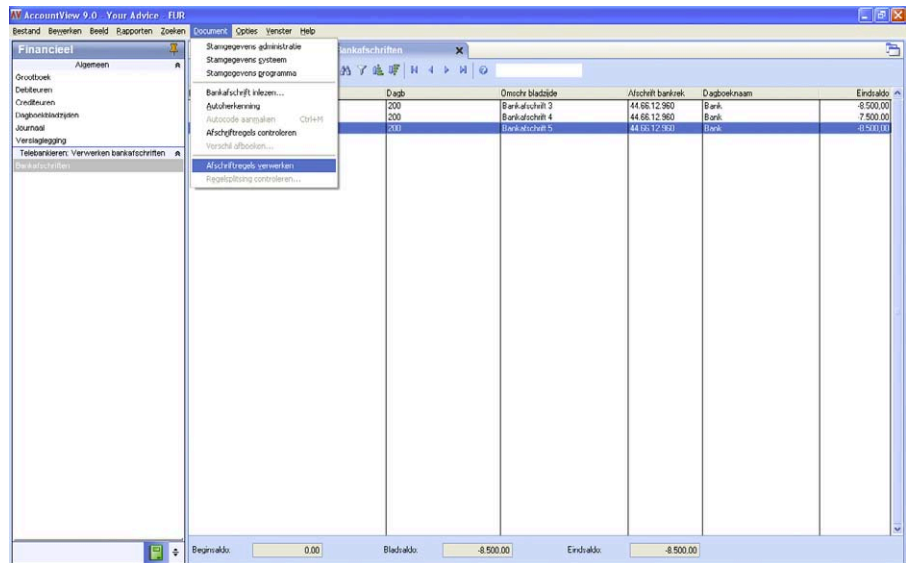 AccountView 9.0 - Your Advice - EUR
Bestand Bewerken Beeld Rapporten Zoeken Document Opties Venster Help
Financieel
Algemeen
Grootboek
Debiteuren
Crediteuren
Dagboekbladzijden
Journaal
Verslaglegging
Telebankieren: Verwerken bankafschriften
Bankafschriften
Stamgegevens administratie
Stamgegevens systeem
Stamgegevens programma
Bankafschrift inlezen...
Autoherkenning
Autocode aanmaken Ctrl+M
Afschriftregels controleren
Verschil afboeken...
Afschriftregels verwerken
Regelsplitsing controleren...
Bankafschriften
Dagb Omschr bladzijde Afschrift bankrek Dagboeknaam Eindsaldo
200 Bankafschrift 3 44.66.12.960 Bank -8.500,00
200 Bankafschrift 4 44.66.12.960 Bank -7.500,00
200 Bankafschrift 5 44.66.12.960 Bank -8.500,00
Beginsaldo: 0,00 Bladsaldo: -8.500,00 Eindsaldo: -8.500,00